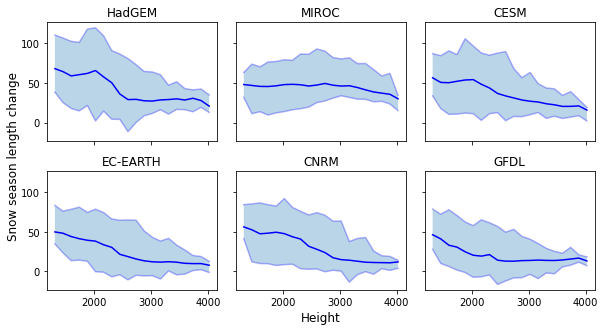 HadGEM
MIROC
CESM
100
50
0
EC-EARTH
CNRM
GFDL
100
50
0
2000
3000
4000
2000
3000
4000
2000
3000
4000
Snow season length change
Height